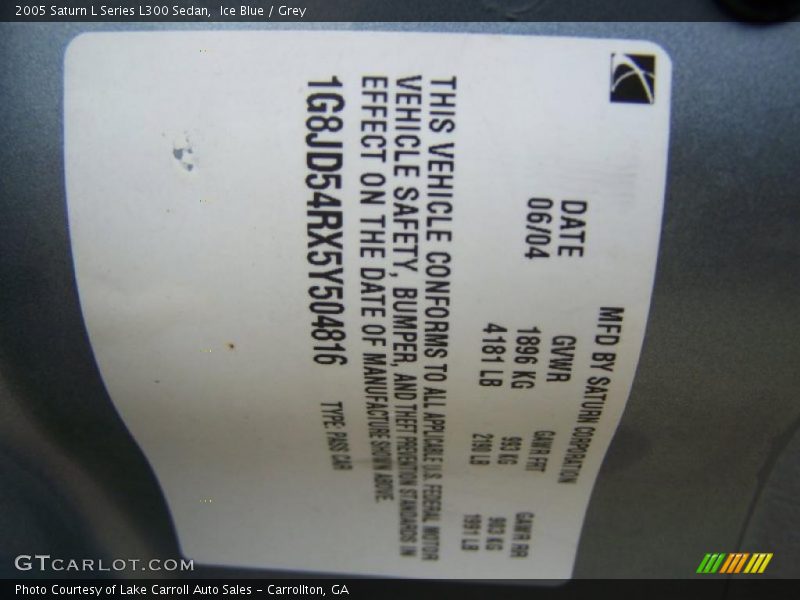 2005 Saturn L Series L300 Sedan,  Ice Blue / Grey
MFD BY SATURN CORPORATION
DATE GVWR GAWR FRT GAWR RR
06/04 1896 KG 993 KG 903 KG
4181 LB 2190 LB 1991 LB
THIS VEHICLE CONFORMS TO ALL APPLICABLE U.S. FEDERAL MOTOR
VEHICLE SAFETY, BUMPER, AND THEFT PREVENTION STANDARDS IN
EFFECT ON THE DATE OF MANUFACTURE SHOWN ABOVE.
1G8JD54RX5Y504816 TYPE: PASS CAR
GTCARLOT.COM
Photo Courtesy of Lake Carroll Auto Sales - Carrollton, GA